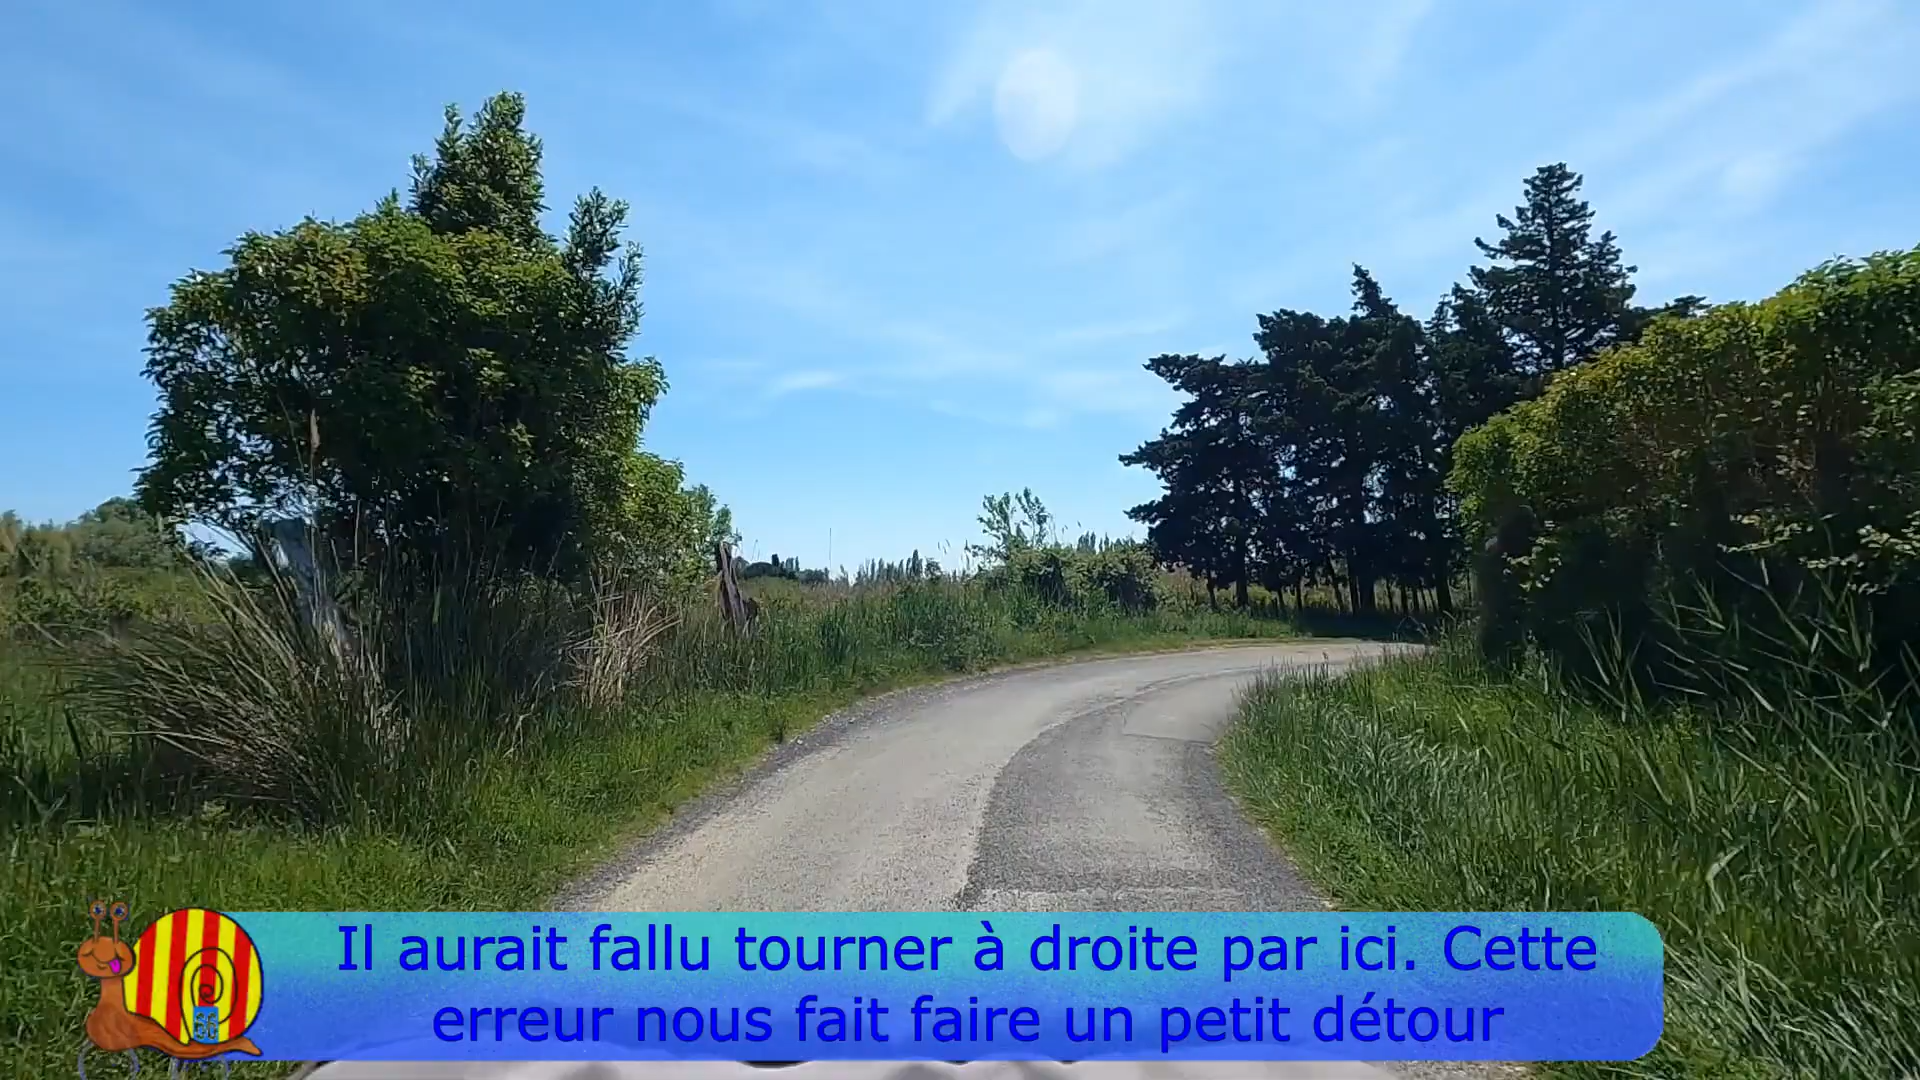 Il aurait fallu tourner à droite par ici. Cette
erreur nous fait faire un petit détour